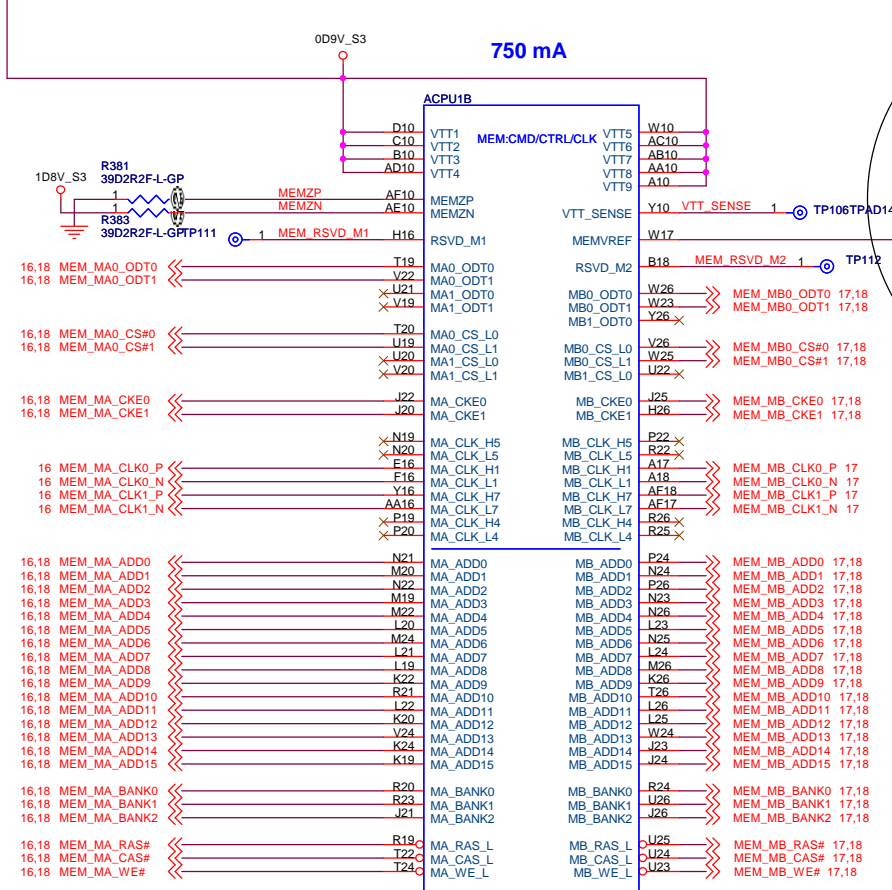 0D9V_S3
750 mA
ACPU1B
MEM:CMD/CTRL/CLK
D10 VTT1 VTT5 W10
C10 VTT2 VTT6 AC10
B10 VTT3 VTT7 AB10
AD10 VTT4 VTT8 AA10
VTT9 A10
R381
39D2R2F-L-GP
1D8V_S3
1 MEMZP AF10 MEMZP
1 MEMZN AE10 MEMZN VTT_SENSE Y10 VTT_SENSE 1 TP106TPAD14
R383
39D2R2F-L-GP
TP111 1 MEM_RSVD_M1 H16 RSVD_M1 MEMVREF W17
RSVD_M2 B18 MEM_RSVD_M2 1 TP112
16,18 MEM_MA0_ODT0 T19 MA0_ODT0
16,18 MEM_MA0_ODT1 V22 MA0_ODT1
U21 MA1_ODT0 MB0_ODT0 W26 MEM_MB0_ODT0 17,18
V19 MA1_ODT1 MB0_ODT1 W23 MEM_MB0_ODT1 17,18
MB1_ODT0 Y26
16,18 MEM_MA0_CS#0 T20 MA0_CS_L0
16,18 MEM_MA0_CS#1 U19 MA0_CS_L1 MB0_CS_L0 V26 MEM_MB0_CS#0 17,18
U20 MA1_CS_L0 MB0_CS_L1 W25 MEM_MB0_CS#1 17,18
V20 MA1_CS_L1 MB1_CS_L0 U22
16,18 MEM_MA_CKE0 J22 MA_CKE0 MB_CKE0 J25 MEM_MB_CKE0 17,18
16,18 MEM_MA_CKE1 J20 MA_CKE1 MB_CKE1 H26 MEM_MB_CKE1 17,18
N19 MA_CLK_H5 MB_CLK_H5 P22
N20 MA_CLK_L5 MB_CLK_L5 R22
16 MEM_MA_CLK0_P E16 MA_CLK_H1 MB_CLK_H1 A17 MEM_MB_CLK0_P 17
16 MEM_MA_CLK0_N F16 MA_CLK_L1 MB_CLK_L1 A18 MEM_MB_CLK0_N 17
16 MEM_MA_CLK1_P Y16 MA_CLK_H7 MB_CLK_H7 AF18 MEM_MB_CLK1_P 17
16 MEM_MA_CLK1_N AA16 MA_CLK_L7 MB_CLK_L7 AF17 MEM_MB_CLK1_N 17
P19 MA_CLK_H4 MB_CLK_H4 R26
P20 MA_CLK_L4 MB_CLK_L4 R25
16,18 MEM_MA_ADD0 N21 MA_ADD0 MB_ADD0 P24 MEM_MB_ADD0 17,18
16,18 MEM_MA_ADD1 M20 MA_ADD1 MB_ADD1 N24 MEM_MB_ADD1 17,18
16,18 MEM_MA_ADD2 N22 MA_ADD2 MB_ADD2 P26 MEM_MB_ADD2 17,18
16,18 MEM_MA_ADD3 M19 MA_ADD3 MB_ADD3 N23 MEM_MB_ADD3 17,18
16,18 MEM_MA_ADD4 M22 MA_ADD4 MB_ADD4 N26 MEM_MB_ADD4 17,18
16,18 MEM_MA_ADD5 L20 MA_ADD5 MB_ADD5 L23 MEM_MB_ADD5 17,18
16,18 MEM_MA_ADD6 M24 MA_ADD6 MB_ADD6 N25 MEM_MB_ADD6 17,18
16,18 MEM_MA_ADD7 L21 MA_ADD7 MB_ADD7 L24 MEM_MB_ADD7 17,18
16,18 MEM_MA_ADD8 L19 MA_ADD8 MB_ADD8 M26 MEM_MB_ADD8 17,18
16,18 MEM_MA_ADD9 K22 MA_ADD9 MB_ADD9 K26 MEM_MB_ADD9 17,18
16,18 MEM_MA_ADD10 R21 MA_ADD10 MB_ADD10 T26 MEM_MB_ADD10 17,18
16,18 MEM_MA_ADD11 L22 MA_ADD11 MB_ADD11 L26 MEM_MB_ADD11 17,18
16,18 MEM_MA_ADD12 K20 MA_ADD12 MB_ADD12 L25 MEM_MB_ADD12 17,18
16,18 MEM_MA_ADD13 V24 MA_ADD13 MB_ADD13 W24 MEM_MB_ADD13 17,18
16,18 MEM_MA_ADD14 K24 MA_ADD14 MB_ADD14 J23 MEM_MB_ADD14 17,18
16,18 MEM_MA_ADD15 K19 MA_ADD15 MB_ADD15 J24 MEM_MB_ADD15 17,18
16,18 MEM_MA_BANK0 R20 MA_BANK0 MB_BANK0 R24 MEM_MB_BANK0 17,18
16,18 MEM_MA_BANK1 R23 MA_BANK1 MB_BANK1 U26 MEM_MB_BANK1 17,18
16,18 MEM_MA_BANK2 J21 MA_BANK2 MB_BANK2 J26 MEM_MB_BANK2 17,18
16,18 MEM_MA_RAS# R19 MA_RAS_L MB_RAS_L U25 MEM_MB_RAS# 17,18
16,18 MEM_MA_CAS# T22 MA_CAS_L MB_CAS_L U24 MEM_MB_CAS# 17,18
16,18 MEM_MA_WE# T24 MA_WE_L MB_WE_L U23 MEM_MB_WE# 17,18